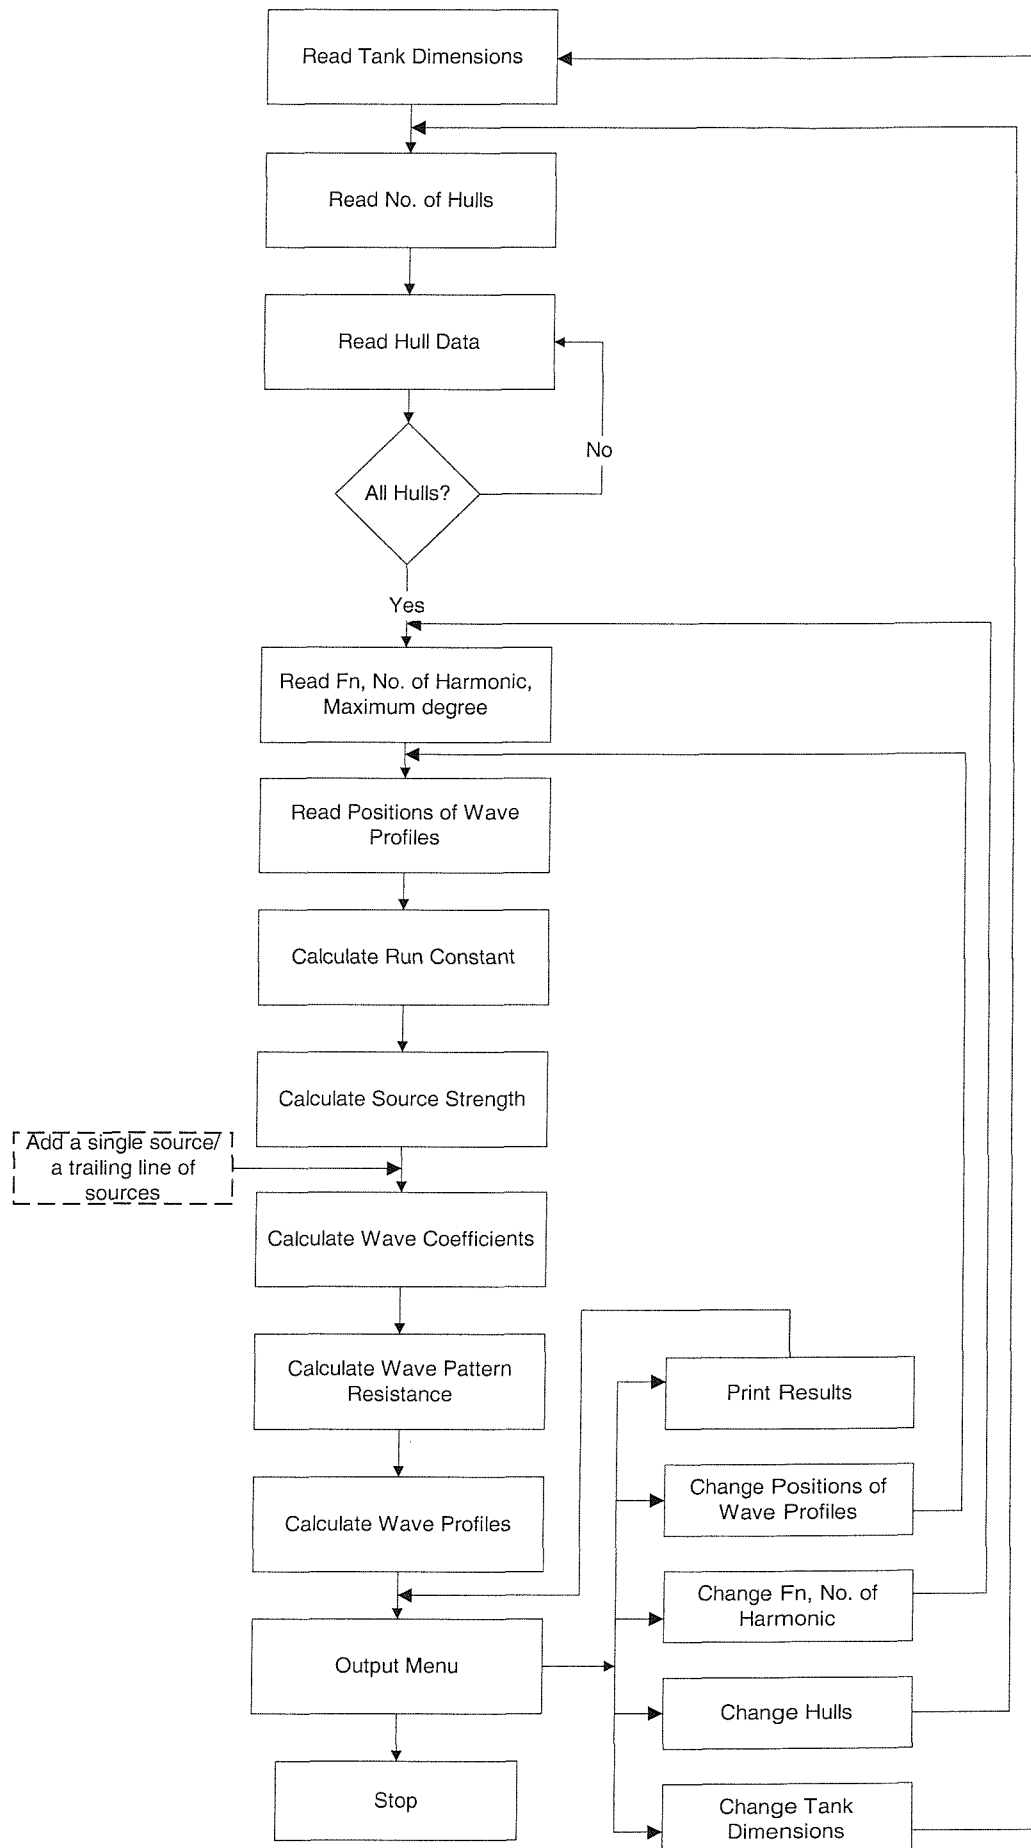 Read Tank Dimensions
Read No. of Hulls
Read Hull Data
No
All Hulls?
Yes
Read Fn, No. of Harmonic,
Maximum degree
Read Positions of Wave
Profiles
Calculate Run Constant
Calculate Source Strength
Add a single source/
a trailing line of
sources
Calculate Wave Coefficients
Calculate Wave Pattern
Resistance
Calculate Wave Profiles
Output Menu
Stop
Print Results
Change Positions of
Wave Profiles
Change Fn, No. of
Harmonic
Change Hulls
Change Tank
Dimensions